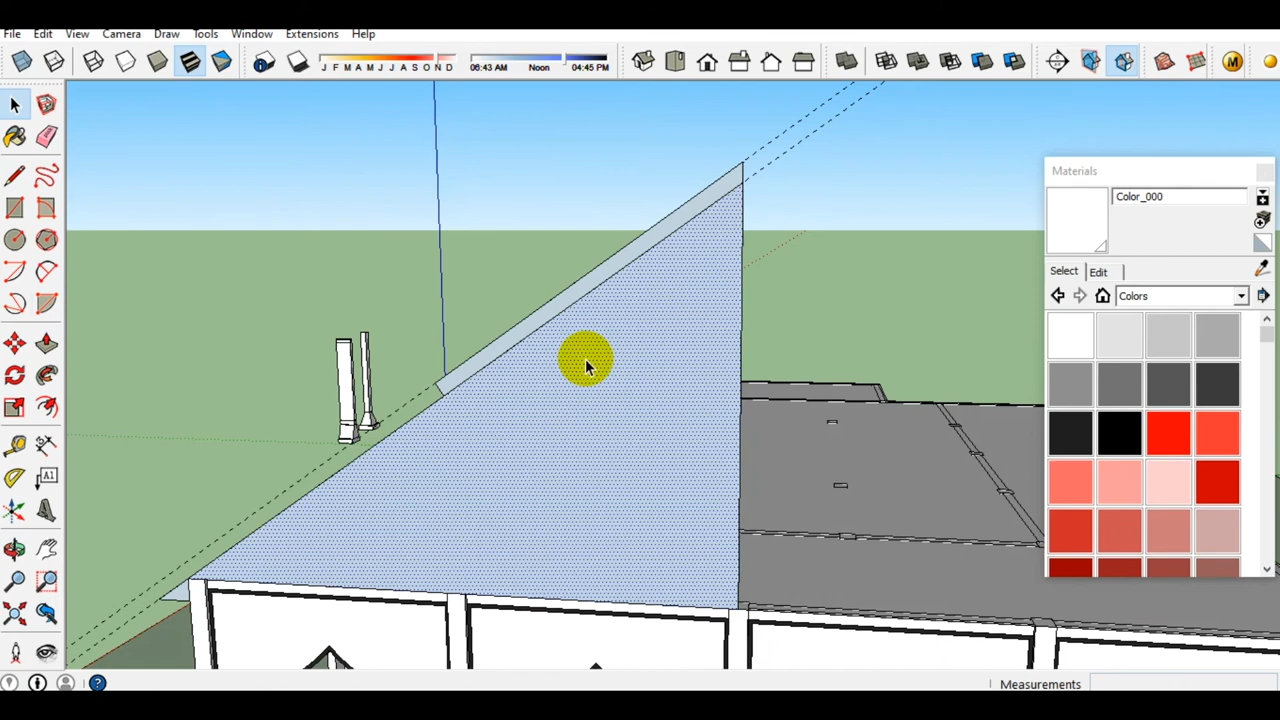 File Edit View Camera Draw Tools Window Extensions Help
J F M A M J J A S O N D 06:43 AM Noon 04:45 PM M
Materials
Color_000
Select Edit
Colors
A1
Measurements